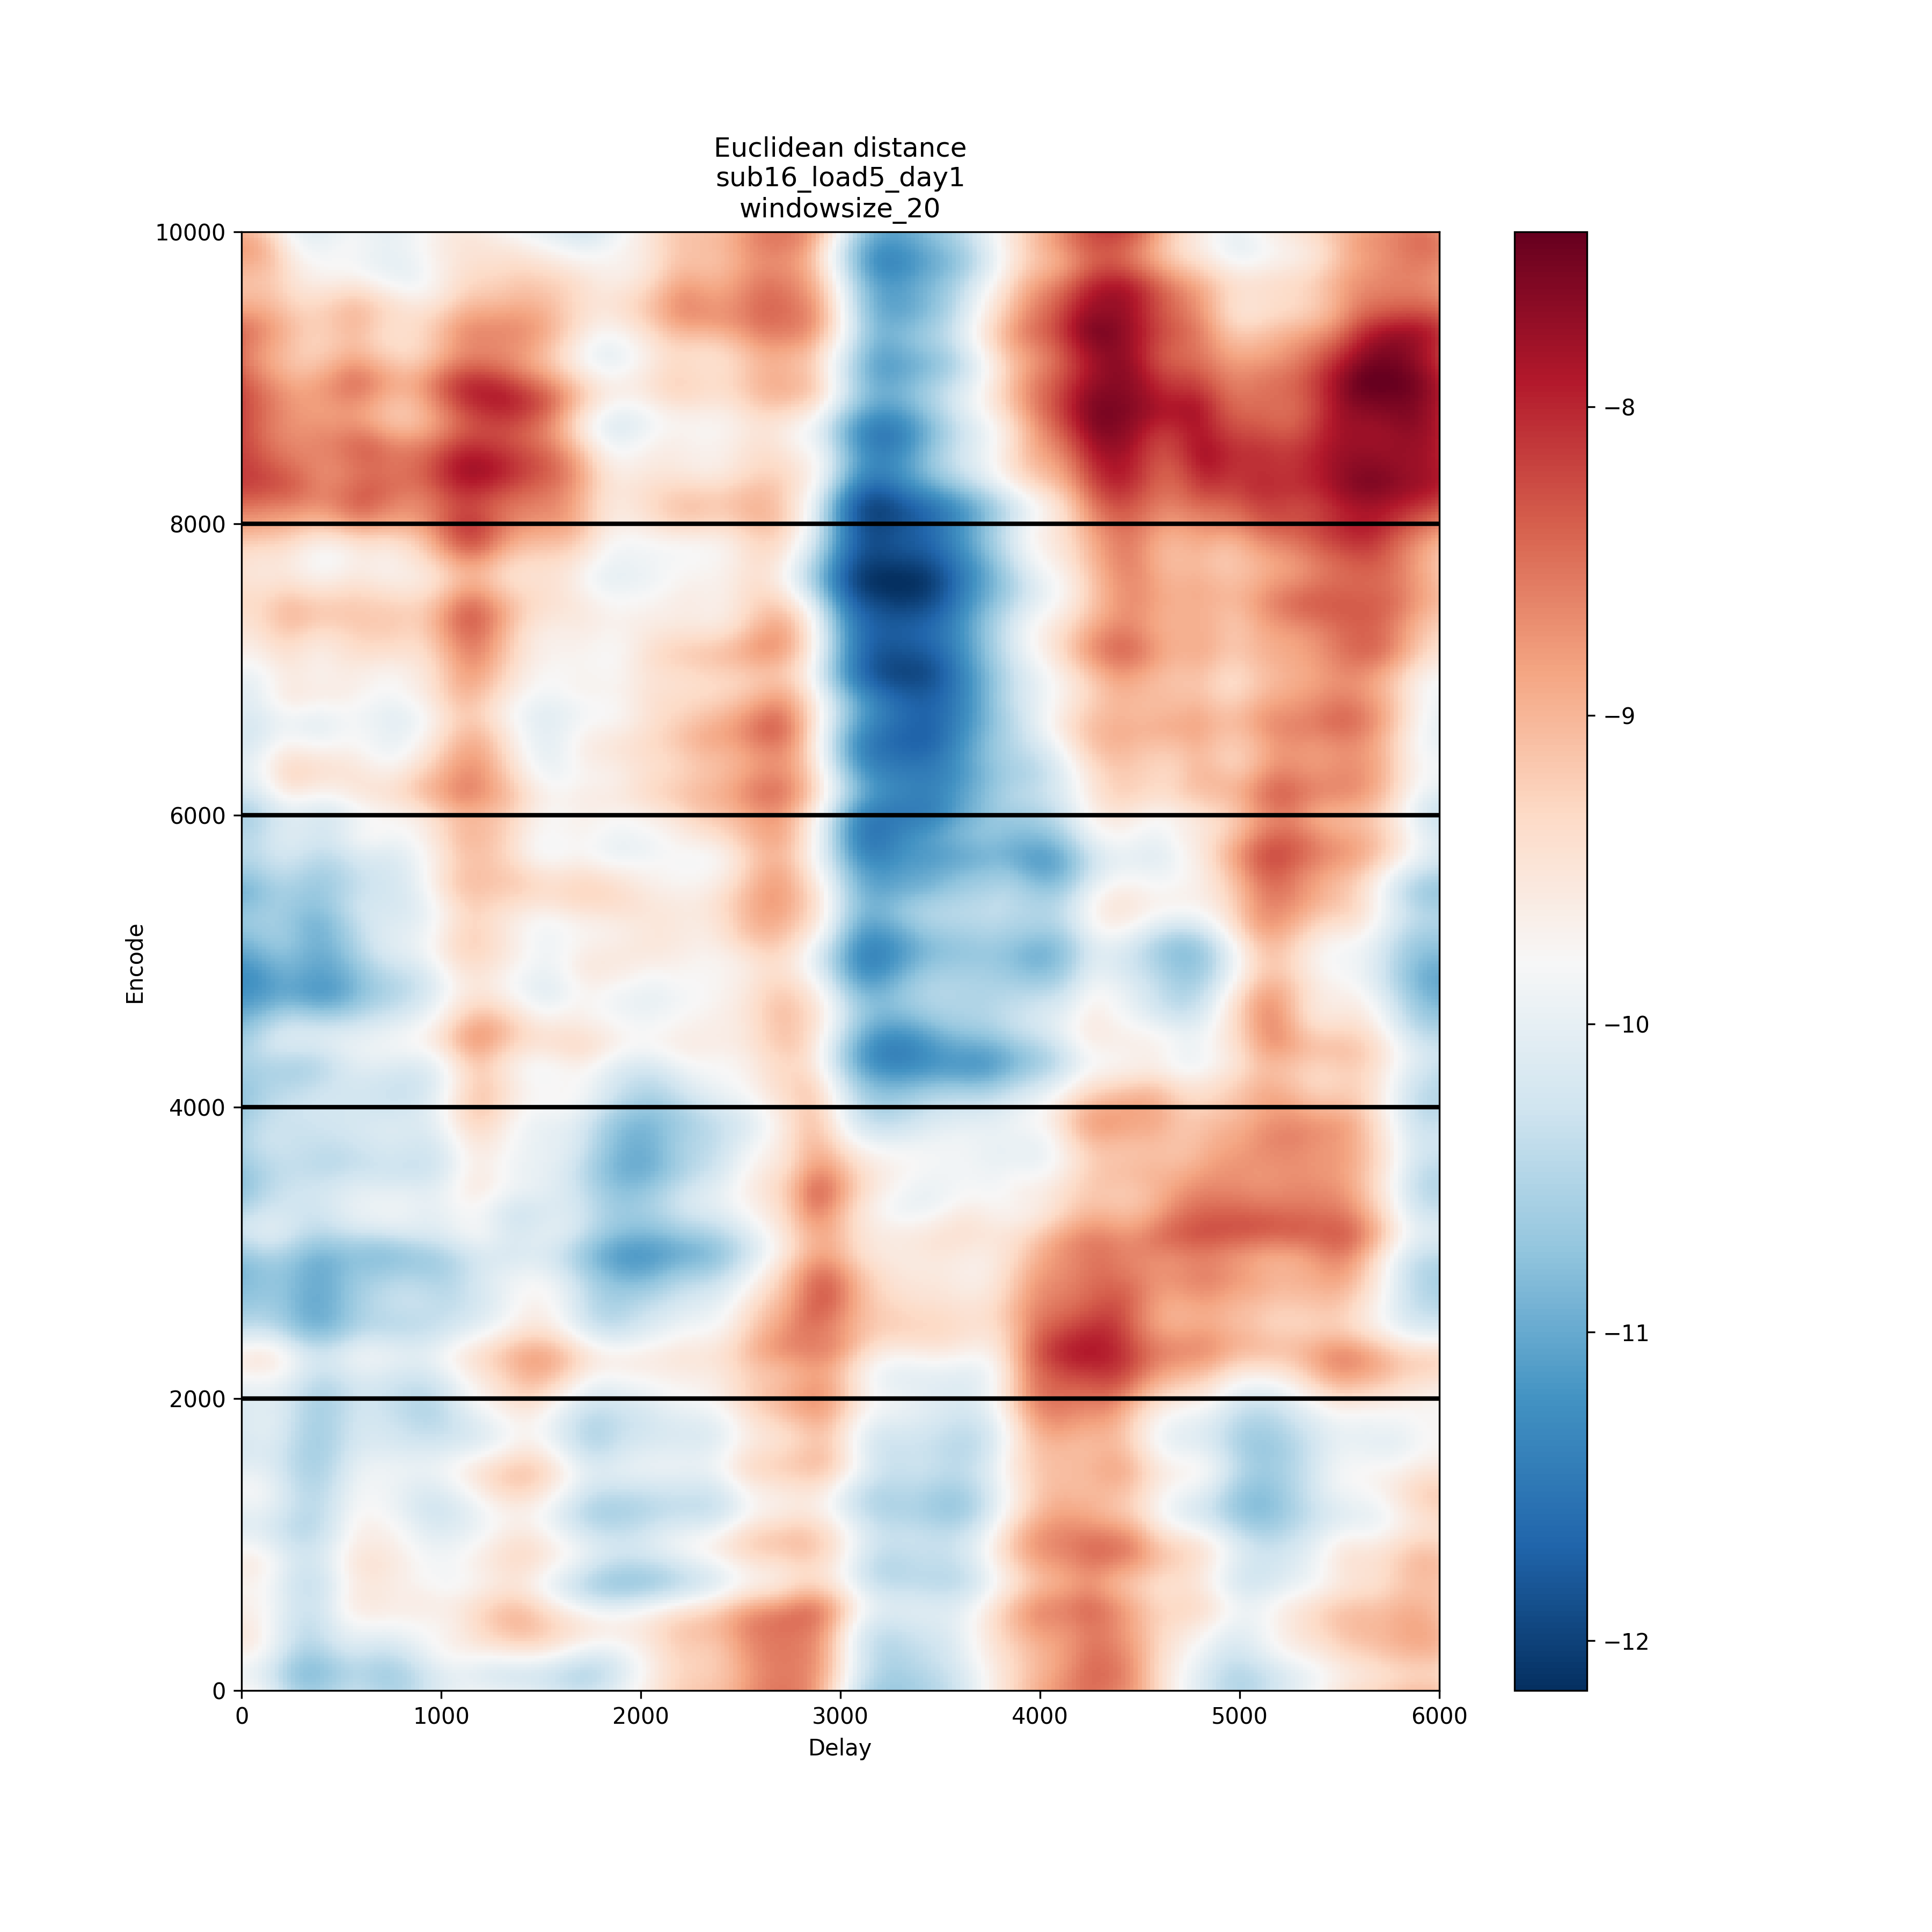 Euclidean distance
sub16_load5_day1
windowsize_20
10000
8000
6000
4000
2000
0
Encode
0 1000 2000 3000 4000 5000 6000
Delay
−8
−9
−10
−11
−12